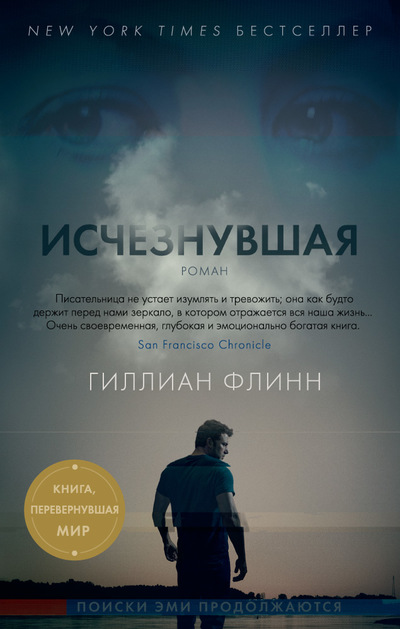 NEW YORK TIMES БЕСТСЕЛЛЕР
ИСЧЕЗНУВШАЯ
РОМАН
Писательница не устает изумлять и тревожить; она как будто
держит перед нами зеркало, в котором отражается вся наша жизнь...
Очень своевременная, глубокая и эмоционально богатая книга.
San Francisco Chronicle
ГИЛЛИАН ФЛИНН
КНИГА,
ПЕРЕВЕРНУВШАЯ
МИР
ПОИСКИ ЭМИ ПРОДОЛЖАЮТСЯ